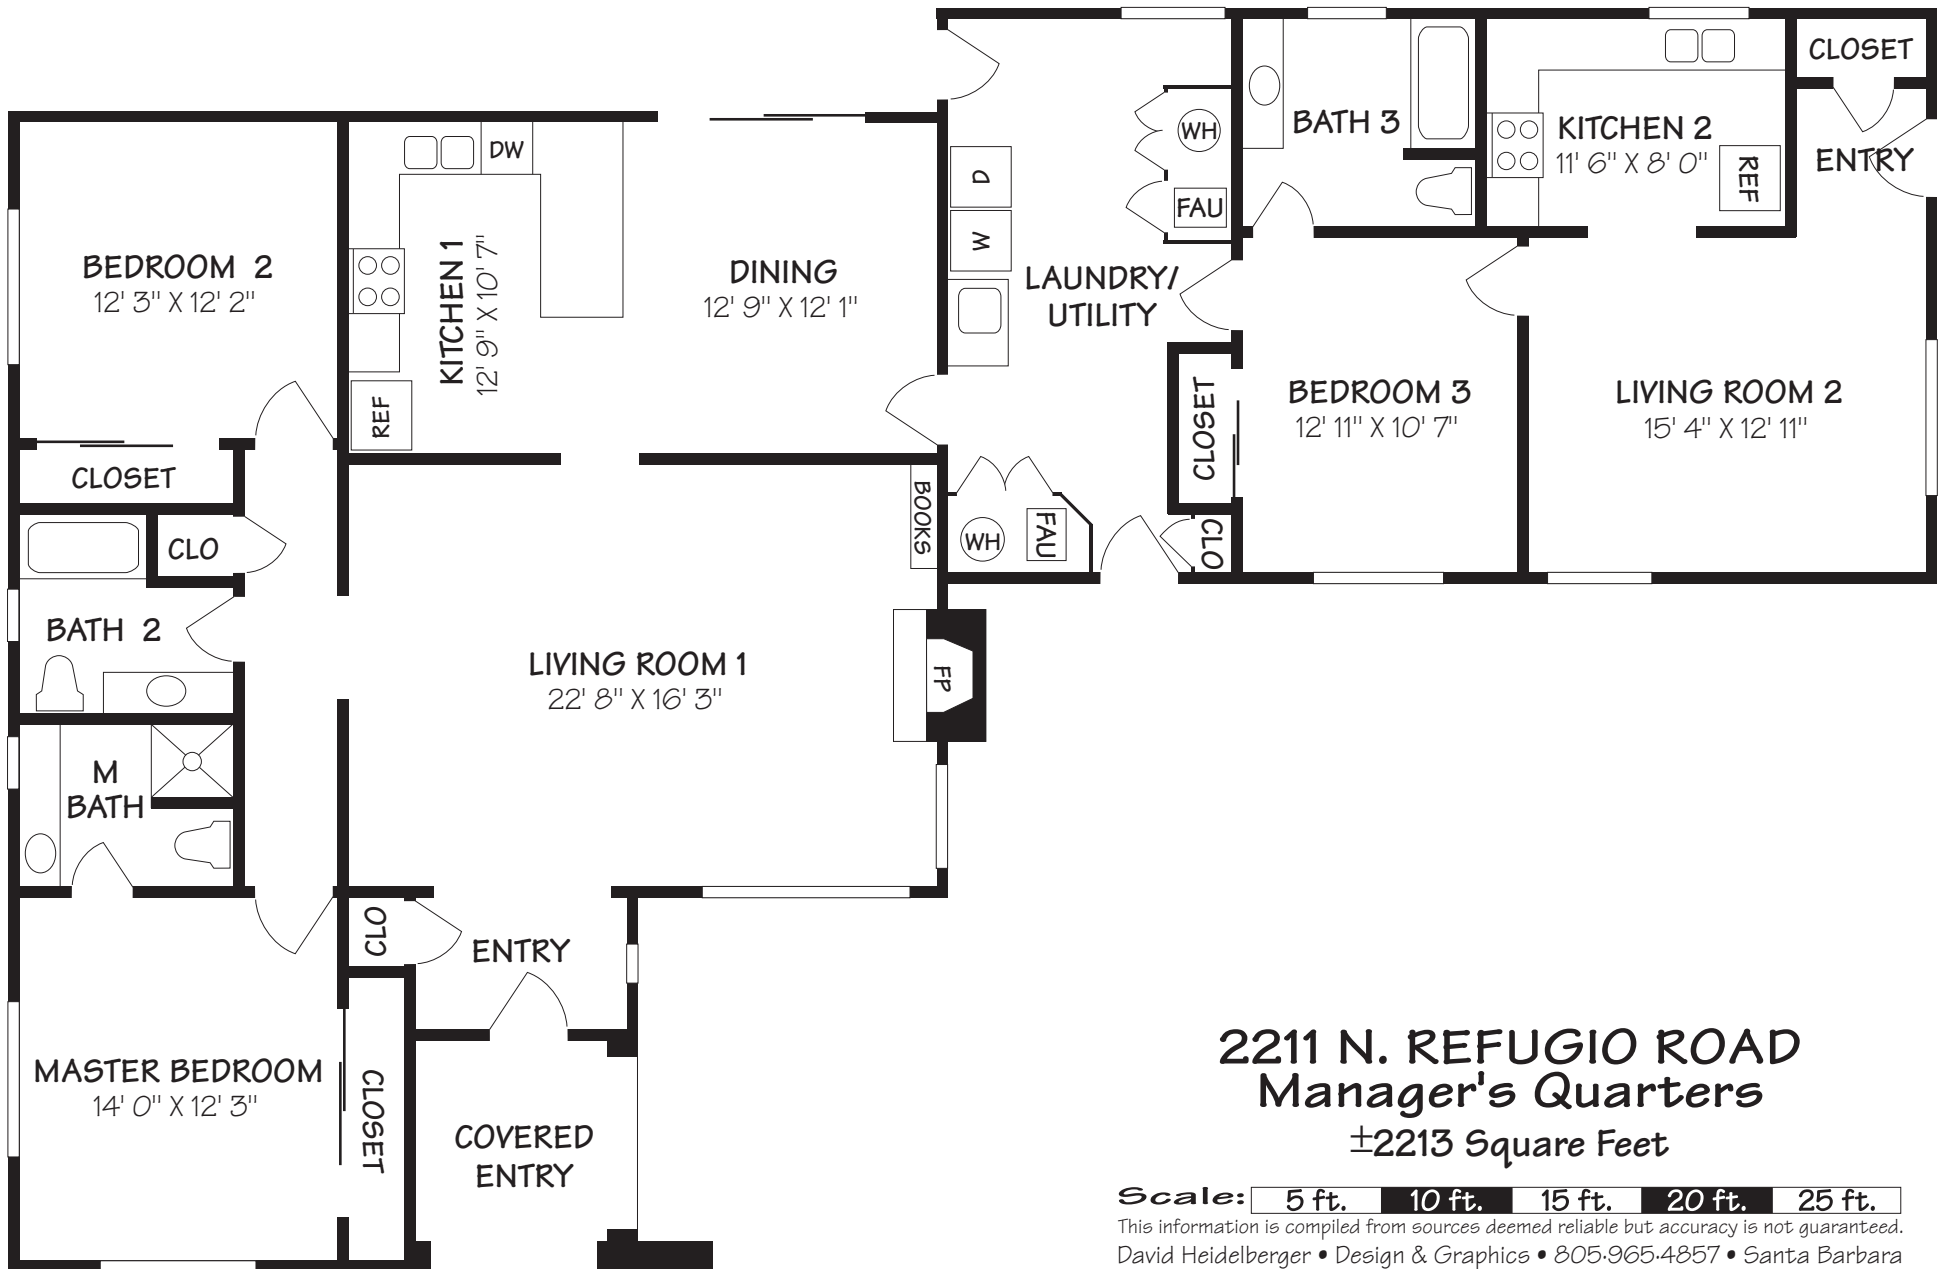 CLOSET
WH
BATH 3
KITCHEN 2
11' 6" X 8' 0"
REF
ENTRY
DW
D
FAU
W
BEDROOM 2
12' 3" X 12' 2"
KITCHEN 1
12' 9" X 10' 7"
DINING
12' 9" X 12' 1"
LAUNDRY/
UTILITY
REF
CLOSET
BEDROOM 3
12' 11" X 10' 7"
LIVING ROOM 2
15' 4" X 12' 11"
CLOSET
BOOKS
CLO
WH
FAU
CLO
BATH 2
LIVING ROOM 1
22' 8" X 16' 3"
FP
M
BATH
CLO
ENTRY
MASTER BEDROOM
14' 0" X 12' 3"
CLOSET
COVERED
ENTRY
2211 N. REFUGIO ROAD
Manager's Quarters
±2213 Square Feet
Scale: 5 ft. 10 ft. 15 ft. 20 ft. 25 ft.
This information is compiled from sources deemed reliable but accuracy is not guaranteed.
David Heidelberger • Design & Graphics • 805•965•4857 • Santa Barbara